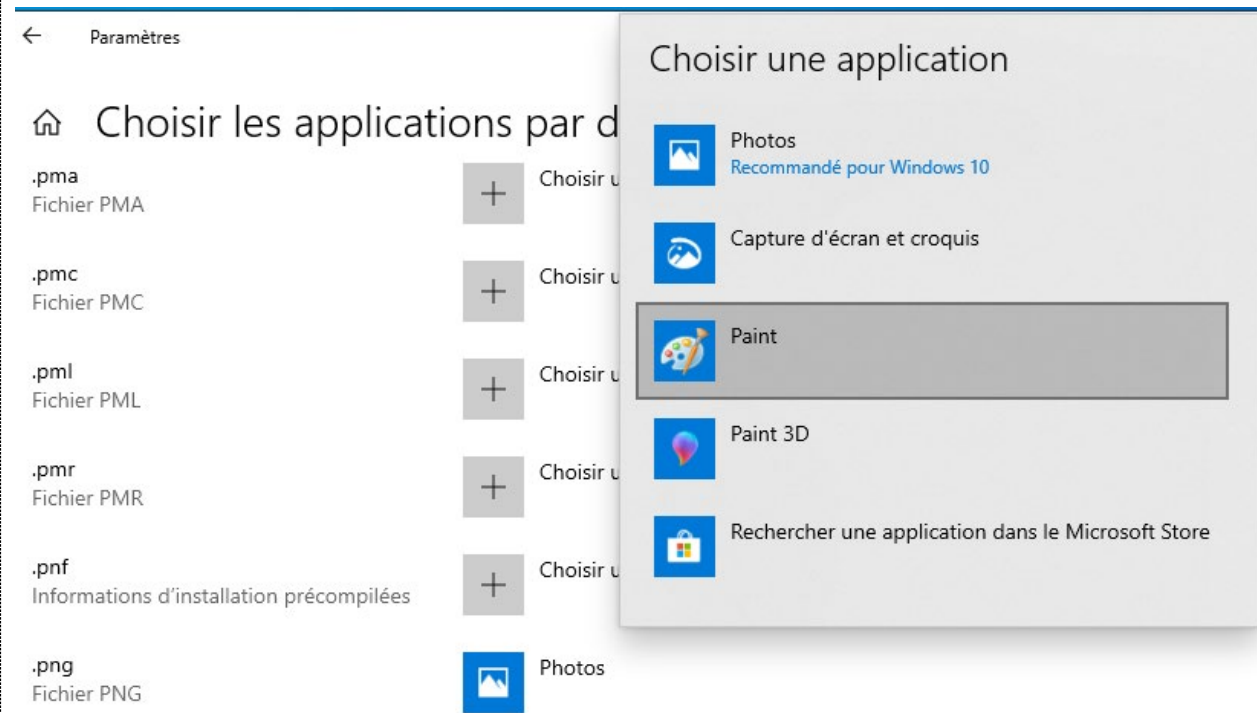 Paramètres
Choisir les applications par d
.pma
Fichier PMA
Choisir u
.pmc
Fichier PMC
Choisir u
.pml
Fichier PML
Choisir u
.pmr
Fichier PMR
Choisir u
.pnf
Informations d’installation précompilées
Choisir u
.png
Fichier PNG
Photos
Choisir une application
Photos
Recommandé pour Windows 10
Capture d'écran et croquis
Paint
Paint 3D
Rechercher une application dans le Microsoft Store